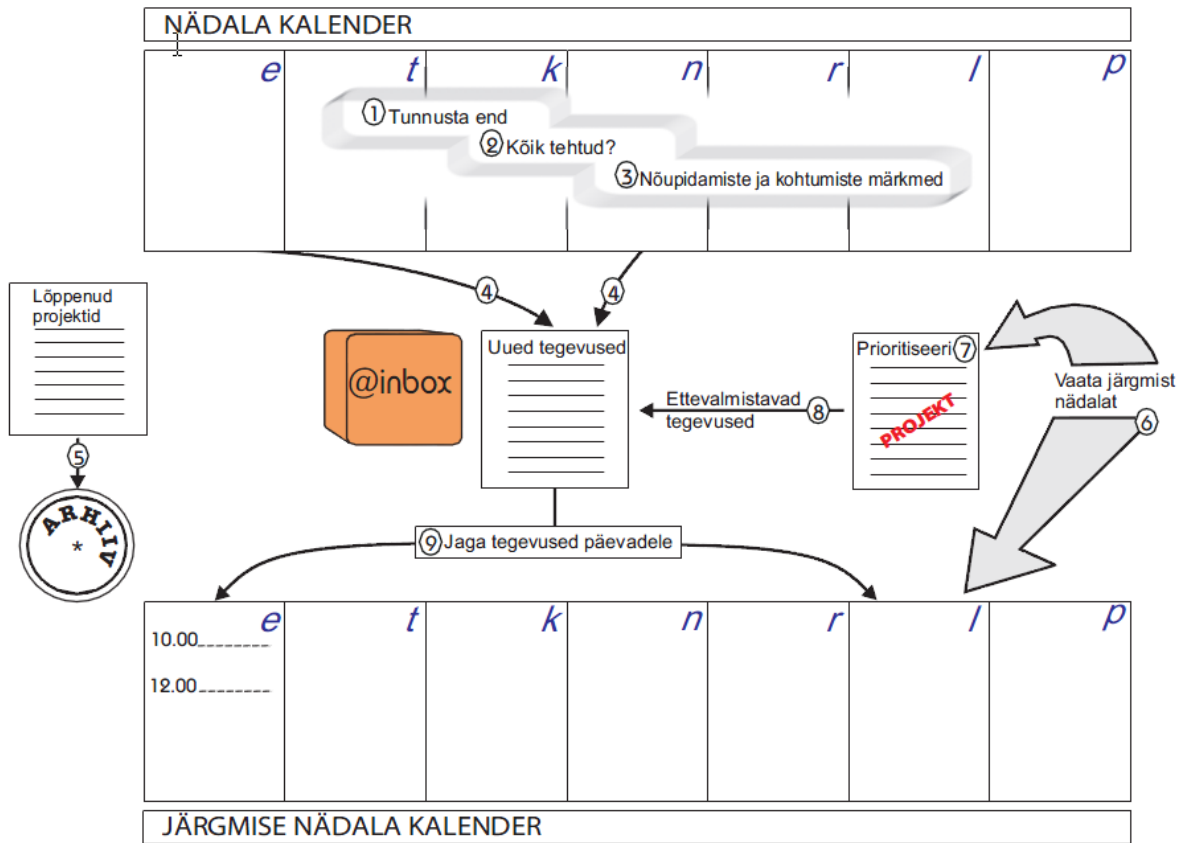 NÄDALA KALENDER
e t k n r l p
① Tunnusta end
② Kõik tehtud?
③ Nõupidamiste ja kohtumiste märkmed
④ ④
Lõppenud
projektid
⑤
ARHIIV
*
@inbox
Uued tegevused
Ettevalmistavad
tegevused
⑧
Prioritiseeri ⑦
PROJEKT
Vaata järgmist
nädalat
⑥
⑨ Jaga tegevused päevadele
e t k n r l p
10.00
12.00
JÄRGMISE NÄDALA KALENDER